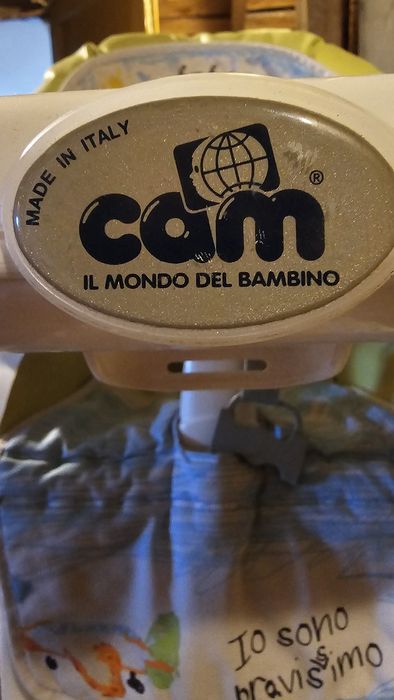 MADE IN ITALY
cam®
IL MONDO DEL BAMBINO
Io sono
bravissimo